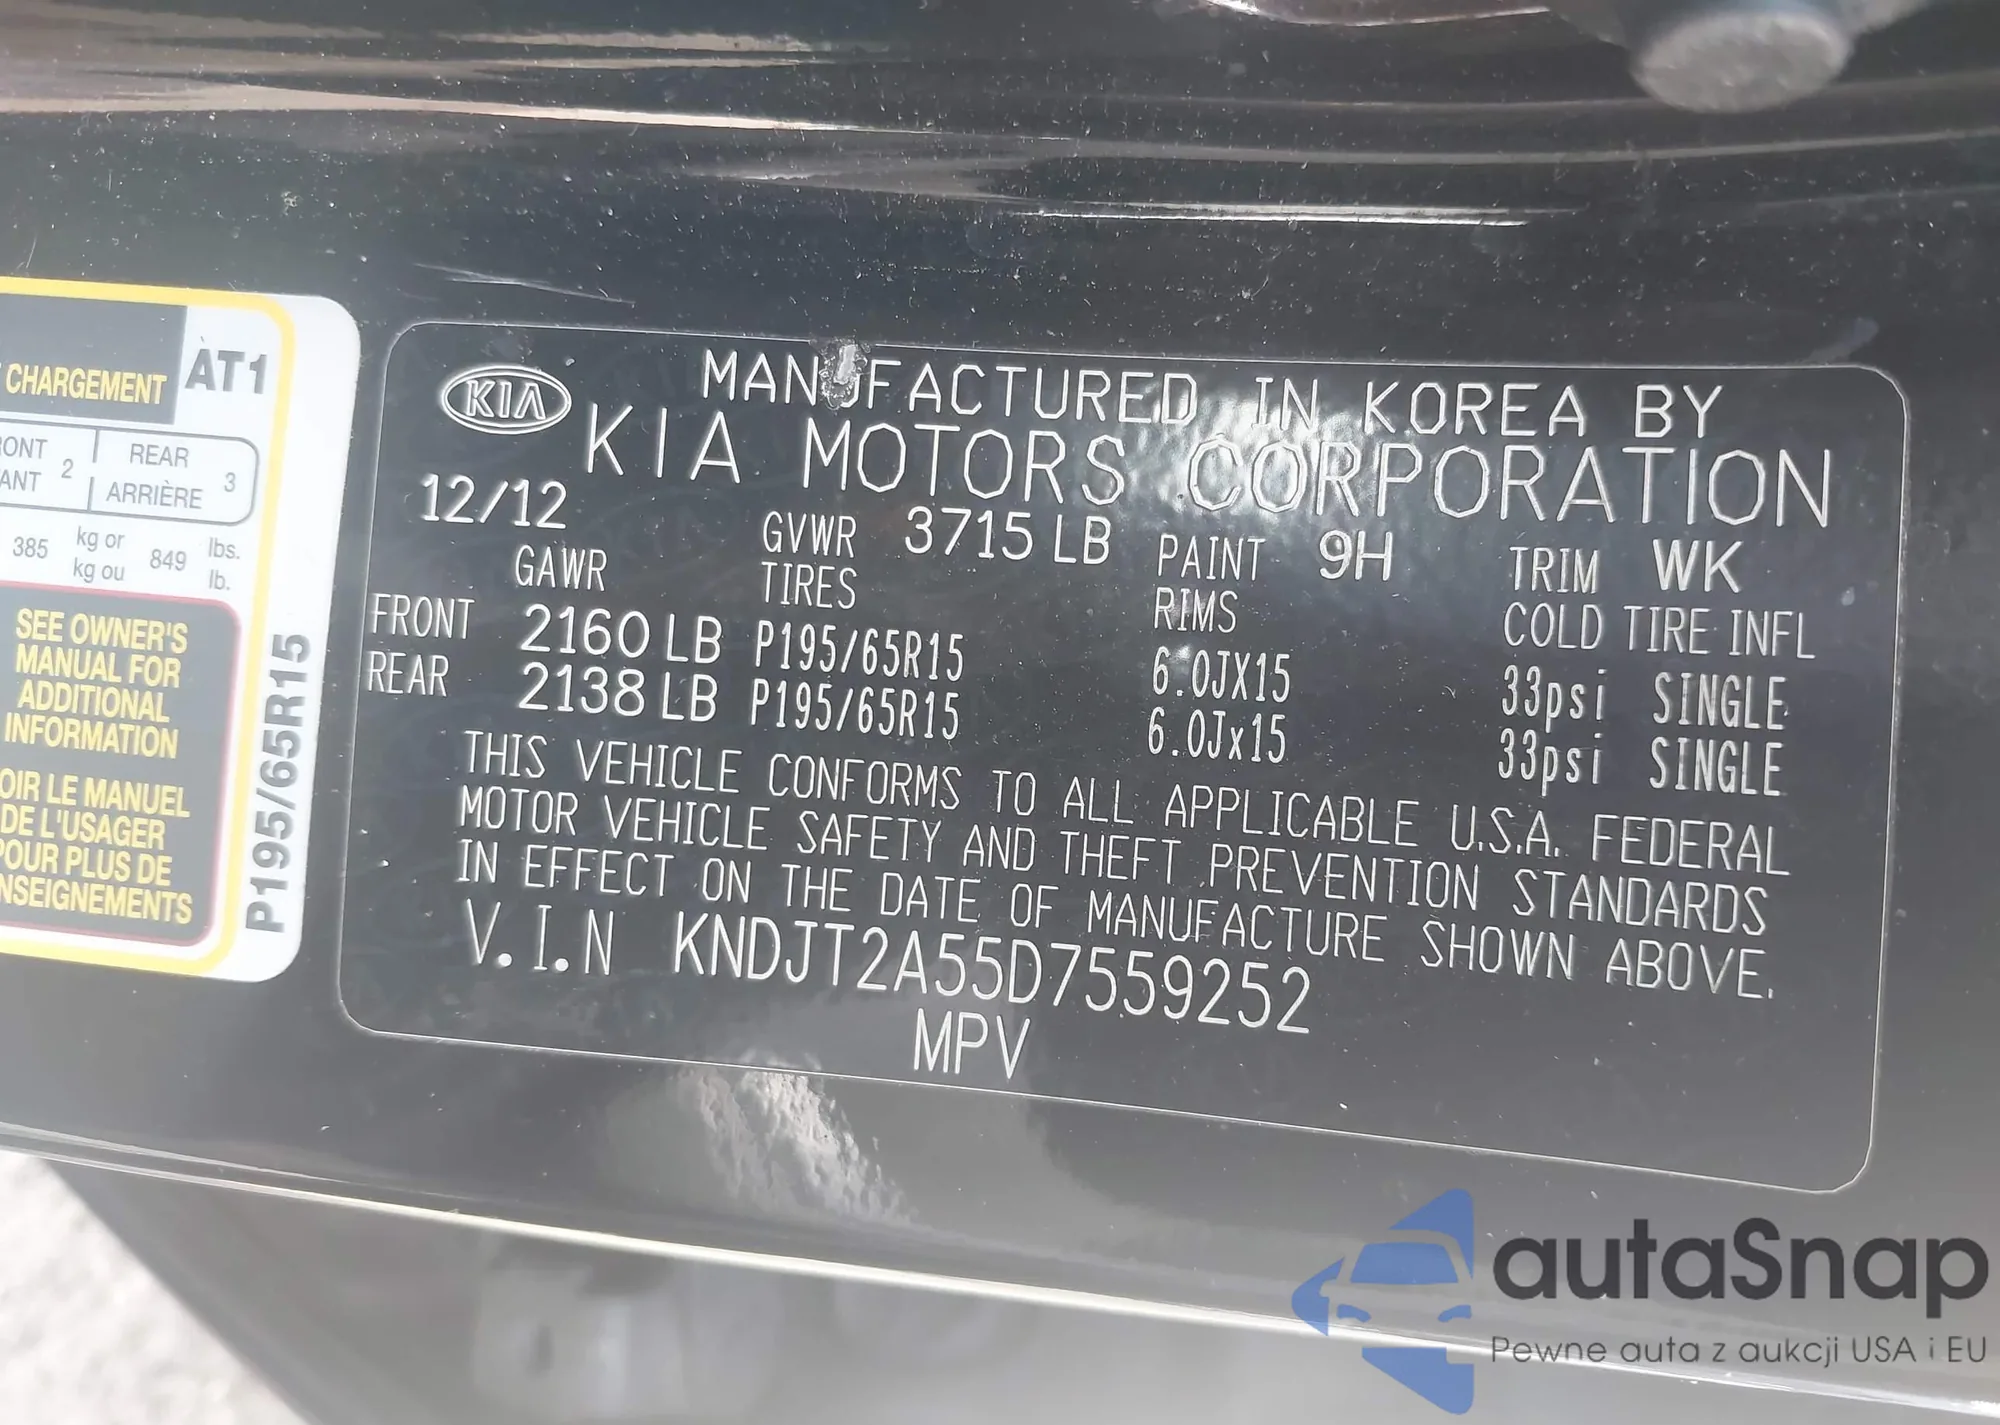 CHARGEMENT
AT1
REAR
2
ARRIÈRE
3
385 kg or 849 lbs.
kg ou lb.
SEE OWNER'S
MANUAL FOR
ADDITIONAL
INFORMATION
LE MANUEL
DE L'USAGER
POUR PLUS DE
P195/65R15
KIA
MANUFACTURED IN KOREA BY
KIA MOTORS CORPORATION
12/12 GVWR 3715 LB PAINT 9H TRIM WK
GAWR TIRES RIMS COLD TIRE INFL
FRONT 2160 LB P195/65R15 6.0JX15 33psi SINGLE
REAR 2138 LB P195/65R15 6.0Jx15 33psi SINGLE
THIS VEHICLE CONFORMS TO ALL APPLICABLE U.S.A. FEDERAL
MOTOR VEHICLE SAFETY AND THEFT PREVENTION STANDARDS
IN EFFECT ON THE DATE OF MANUFACTURE SHOWN ABOVE.
V.I.N KNDJT2A55D7559252
MPV
autaSnap
Pewne auta z aukcji USA i EU